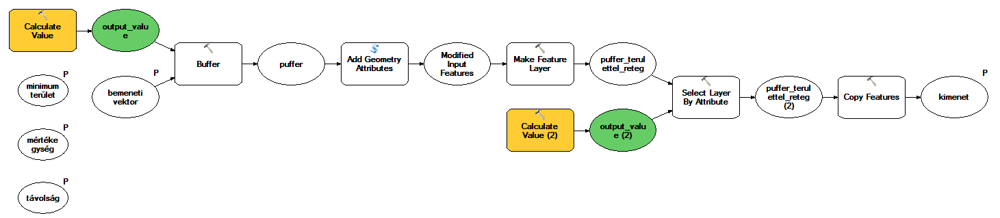 Calculate
Value
output_valu
e
P
minimum
terület
P
mértéke
gység
P
távolság
P
bemeneti
vektor
Buffer
puffer
Add Geometry
Attributes
Modified
Input
Features
Make Feature
Layer
puffer_terul
ettel_reteg
Calculate
Value (2)
output_valu
e (2)
Select Layer
By Attribute
puffer_terul
ettel_reteg
(2)
Copy Features
P
kimenet